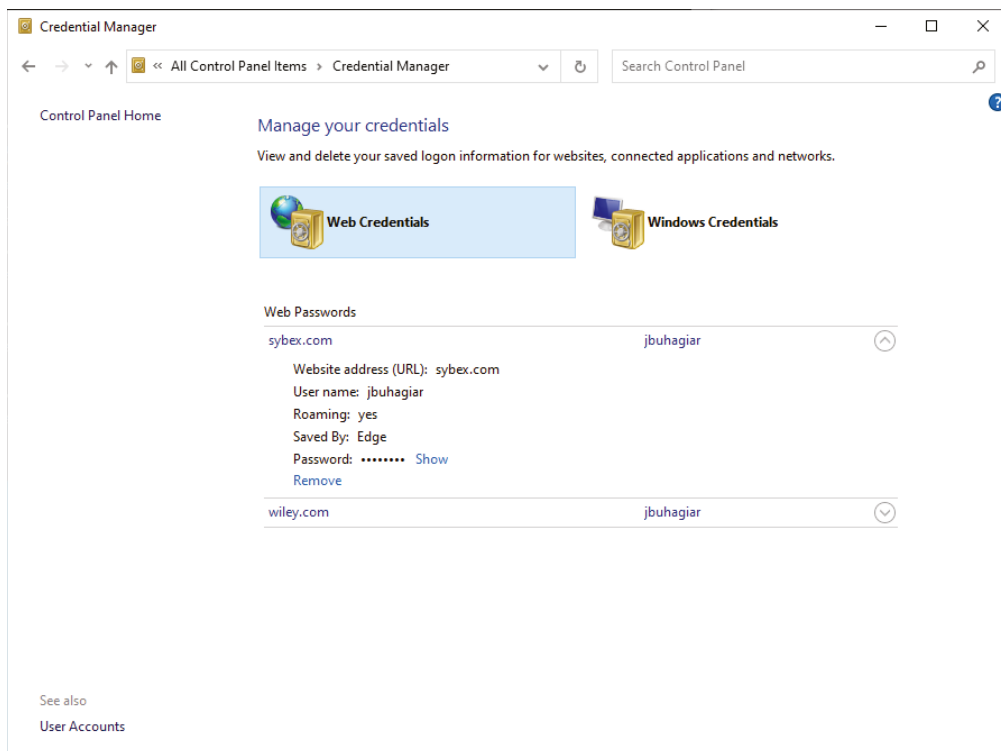 Credential Manager
« All Control Panel Items › Credential Manager
Search Control Panel
?
Control Panel Home
Manage your credentials
View and delete your saved logon information for websites, connected applications and networks.
Web Credentials
Windows Credentials
Web Passwords
sybex.com jbuhagiar
Website address (URL): sybex.com
User name: jbuhagiar
Roaming: yes
Saved By: Edge
Password: •••••••• Show
Remove
wiley.com jbuhagiar
See also
User Accounts